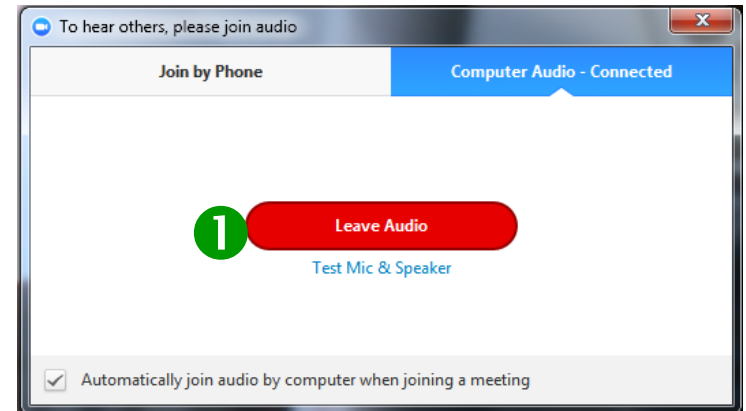 To hear others, please join audio
x
Join by Phone
Computer Audio - Connected
1
Leave Audio
Test Mic & Speaker
Automatically join audio by computer when joining a meeting